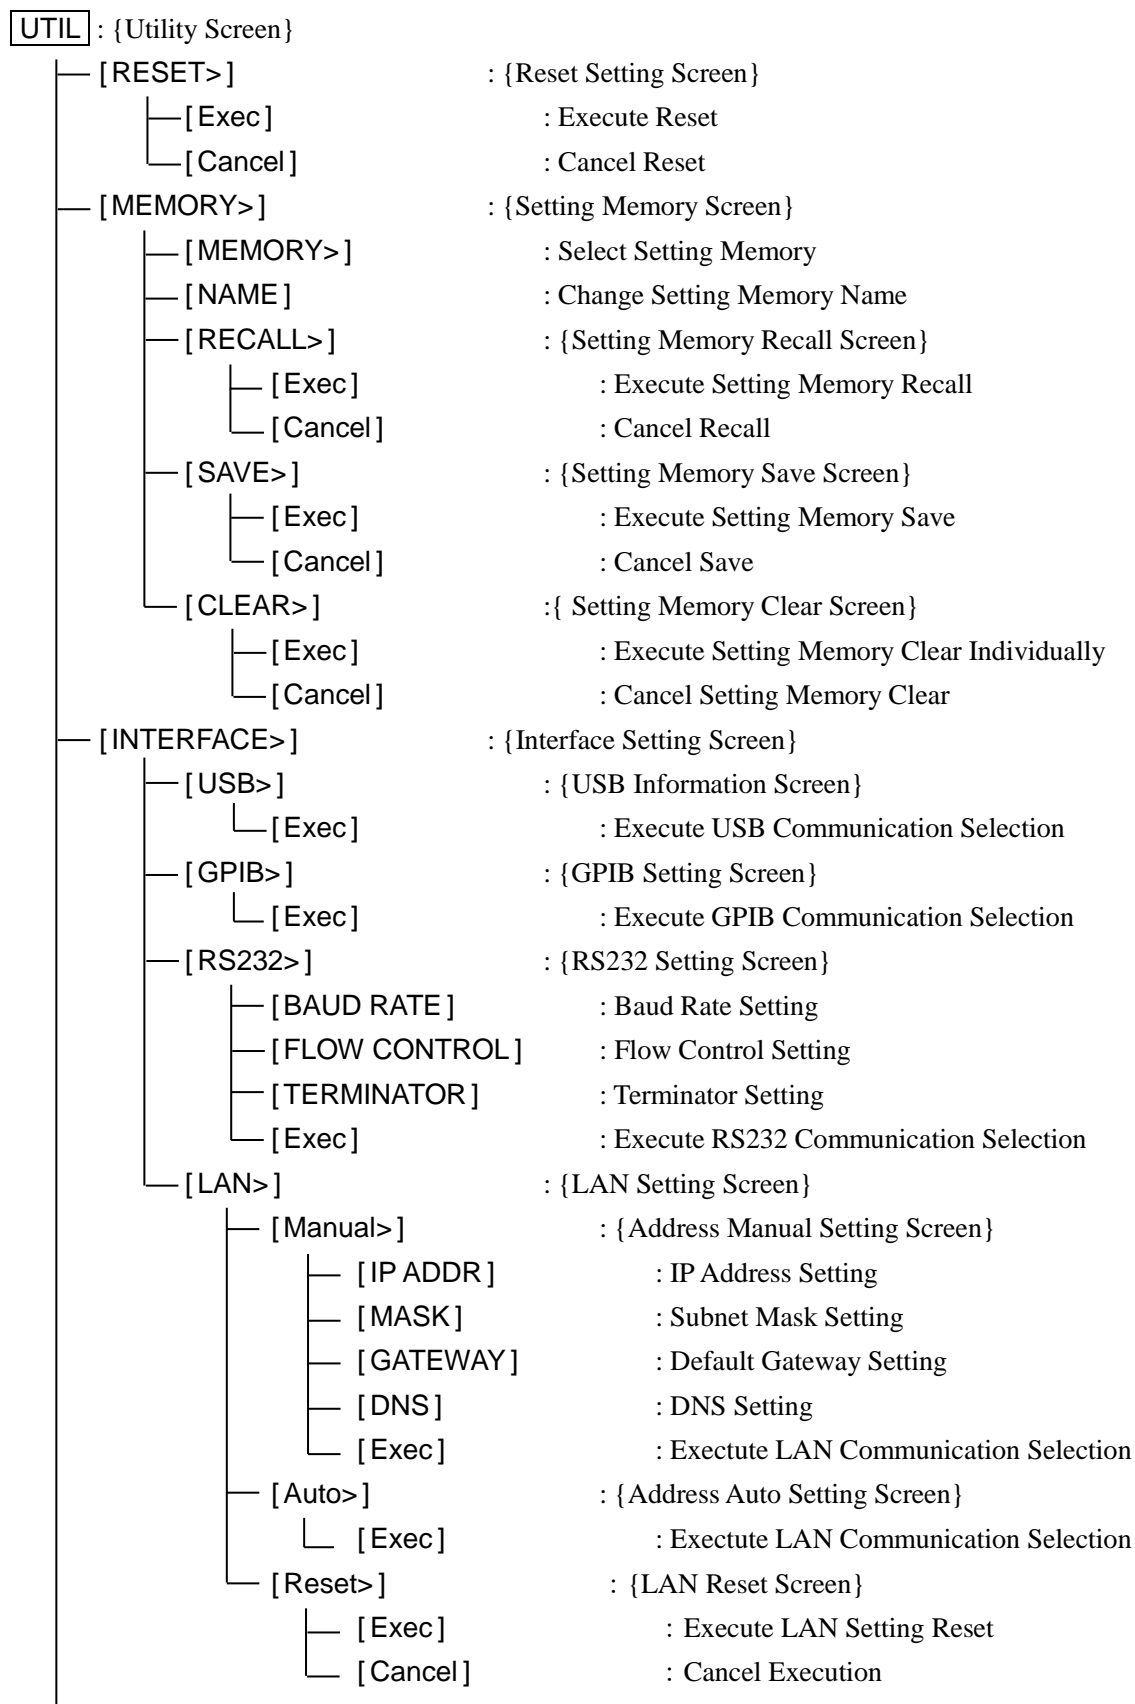 UTIL : {Utility Screen}
[RESET>] : {Reset Setting Screen}
[Exec] : Execute Reset
[Cancel] : Cancel Reset
[MEMORY>] : {Setting Memory Screen}
[MEMORY>] : Select Setting Memory
[NAME] : Change Setting Memory Name
[RECALL>] : {Setting Memory Recall Screen}
[Exec] : Execute Setting Memory Recall
[Cancel] : Cancel Recall
[SAVE>] : {Setting Memory Save Screen}
[Exec] : Execute Setting Memory Save
[Cancel] : Cancel Save
[CLEAR>] :{ Setting Memory Clear Screen}
[Exec] : Execute Setting Memory Clear Individually
[Cancel] : Cancel Setting Memory Clear
[INTERFACE>] : {Interface Setting Screen}
[USB>] : {USB Information Screen}
[Exec] : Execute USB Communication Selection
[GPIB>] : {GPIB Setting Screen}
[Exec] : Execute GPIB Communication Selection
[RS232>] : {RS232 Setting Screen}
[BAUD RATE] : Baud Rate Setting
[FLOW CONTROL] : Flow Control Setting
[TERMINATOR] : Terminator Setting
[Exec] : Execute RS232 Communication Selection
[LAN>] : {LAN Setting Screen}
[Manual>] : {Address Manual Setting Screen}
[IP ADDR] : IP Address Setting
[MASK] : Subnet Mask Setting
[GATEWAY] : Default Gateway Setting
[DNS] : DNS Setting
[Exec] : Exectute LAN Communication Selection
[Auto>] : {Address Auto Setting Screen}
[Exec] : Exectute LAN Communication Selection
[Reset>] : {LAN Reset Screen}
[Exec] : Execute LAN Setting Reset
[Cancel] : Cancel Execution